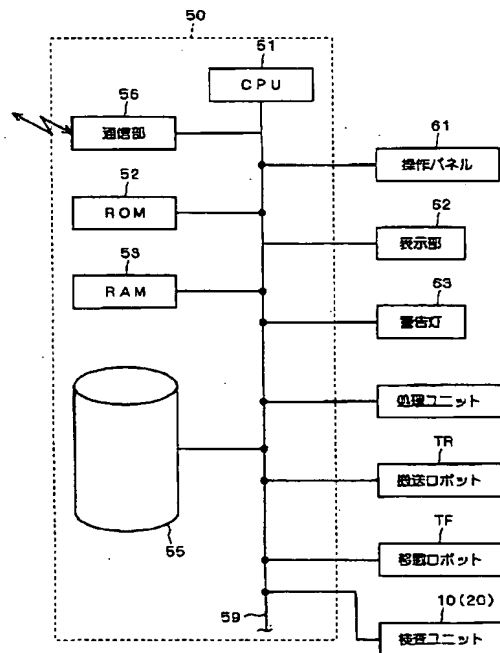 50
51
CPU
56
通信部
61
操作パネル
52
ROM
62
表示部
53
RAM
63
警告灯
処理ユニット
TR
搬送ロボット
TF
移載ロボット
55
59
10(20)
検査ユニット